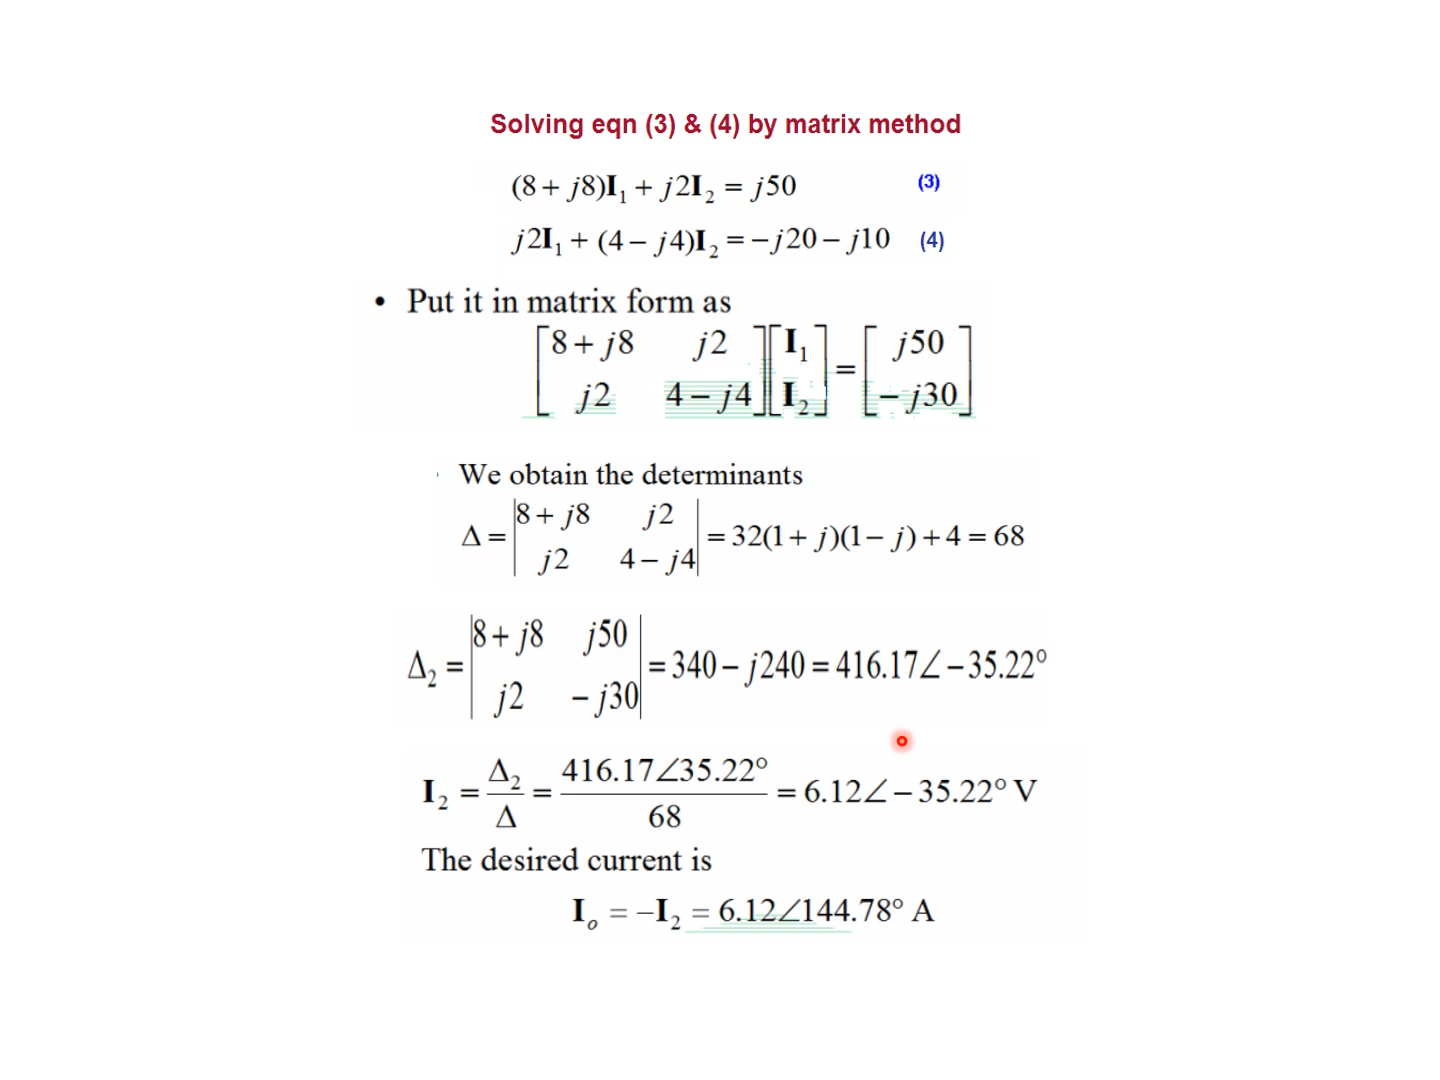 Solving eqn (3) & (4) by matrix method
(8 + j8)I₁ + j2I₂ = j50 (3)
j2I₁ + (4 − j4)I₂ = −j20 − j10 (4)
• Put it in matrix form as
[8 + j8 j2] [I₁] = [j50]
[j2 4 − j4] [I₂] [−j30]
We obtain the determinants
Δ = |8 + j8 j2| = 32(1 + j)(1 − j) + 4 = 68
|j2 4 − j4|
Δ₂ = |8 + j8 j50| = 340 − j240 = 416.17∠−35.22°
|j2 −j30|
I₂ = Δ₂/Δ = 416.17∠35.22°/68 = 6.12∠−35.22° V
The desired current is
Iₒ = −I₂ = 6.12∠144.78° A